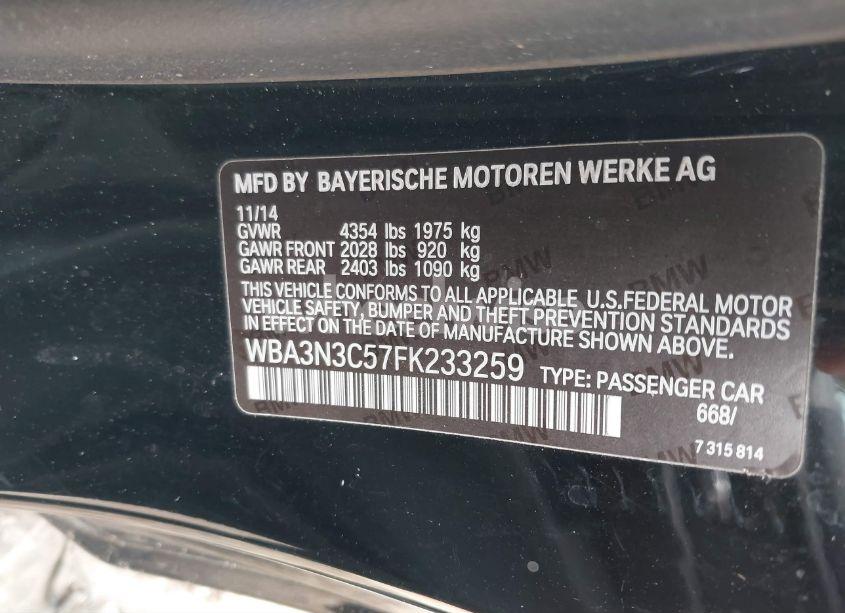 MFD BY BAYERISCHE MOTOREN WERKE AG
11/14
GVWR 4354 lbs 1975 kg
GAWR FRONT 2028 lbs 920 kg
GAWR REAR 2403 lbs 1090 kg
THIS VEHICLE CONFORMS TO ALL APPLICABLE U.S.FEDERAL MOTOR
VEHICLE SAFETY, BUMPER AND THEFT PREVENTION STANDARDS
IN EFFECT ON THE DATE OF MANUFACTURE SHOWN ABOVE.
WBA3N3C57FK233259 TYPE: PASSENGER CAR
668/
7 315 814